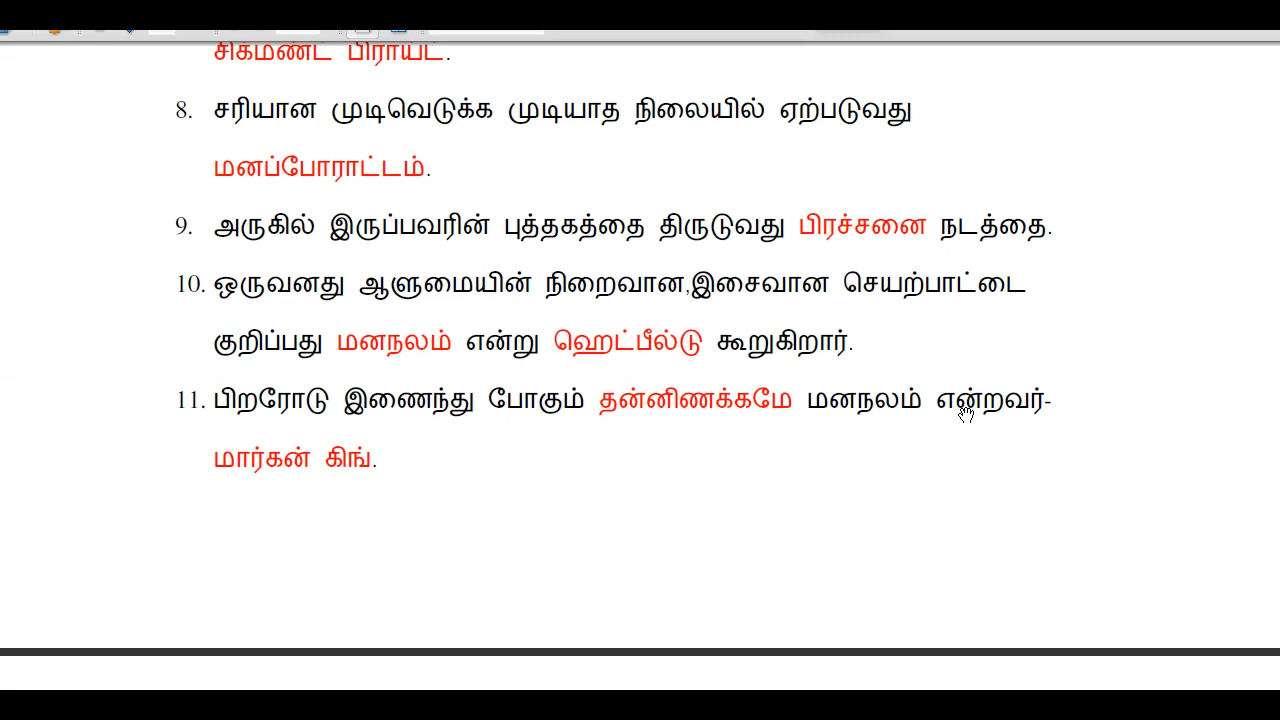 சிக்மண்ட் பிராய்ட்.
8. சரியான முடிவெடுக்க முடியாத நிலையில் ஏற்படுவது
மனப்போராட்டம்.
9. அருகில் இருப்பவரின் புத்தகத்தை திருடுவது பிரச்சனை நடத்தை.
10. ஒருவனது ஆளுமையின் நிறைவான,இசைவான செயற்பாட்டை
குறிப்பது மனநலம் என்று ஹெட்பீல்டு கூறுகிறார்.
11. பிறரோடு இணைந்து போகும் தன்னிணக்கமே மனநலம் என்றவர்-
மார்கன் கிங்.